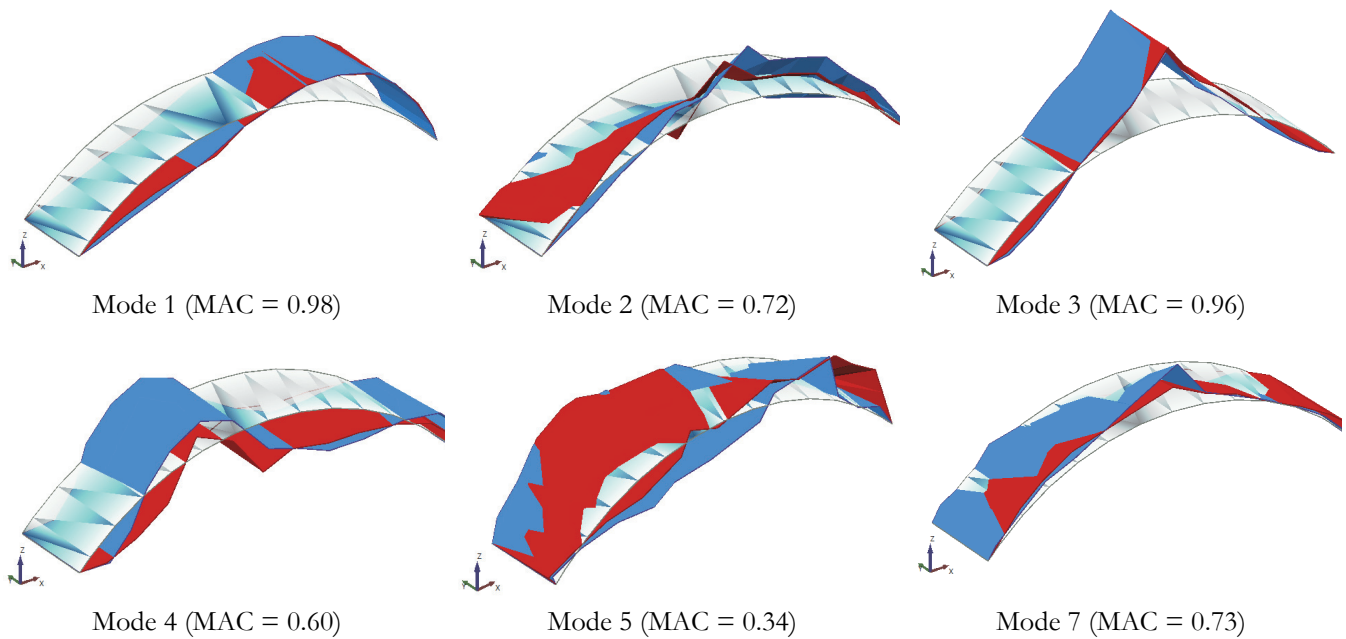 Z
Y
X
Z
Y
X
Z
Y
X
Mode 1 (MAC = 0.98)
Mode 2 (MAC = 0.72)
Mode 3 (MAC = 0.96)
Z
Y
X
Z
Y
X
Z
Y
X
Mode 4 (MAC = 0.60)
Mode 5 (MAC = 0.34)
Mode 7 (MAC = 0.73)